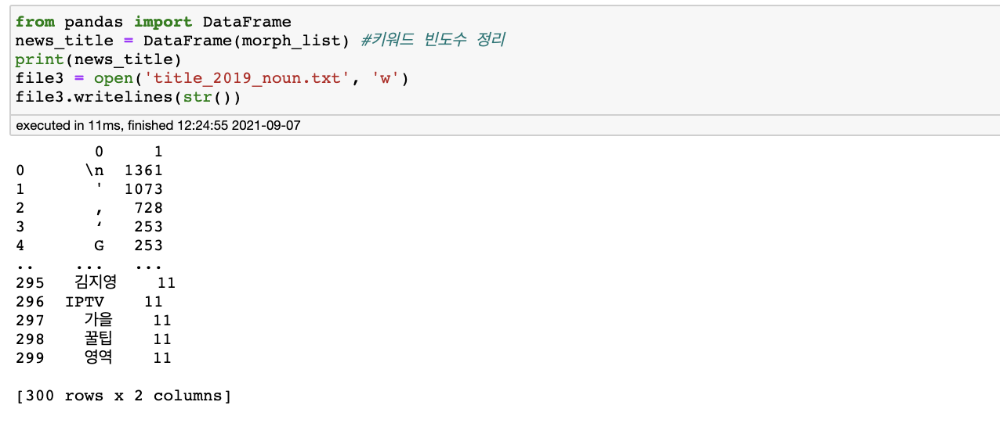 from pandas import DataFrame
news_title = DataFrame(morph_list) #키워드 빈도수 정리
print(news_title)
file3 = open('title_2019_noun.txt', 'w')
file3.writelines(str())
executed in 11ms, finished 12:24:55 2021-09-07
0 1
0 \n 1361
1 ' 1073
2 , 728
3 ‘ 253
4 G 253
.. ... ...
295 김지영 11
296 IPTV 11
297 가을 11
298 꿀팁 11
299 영역 11
[300 rows x 2 columns]